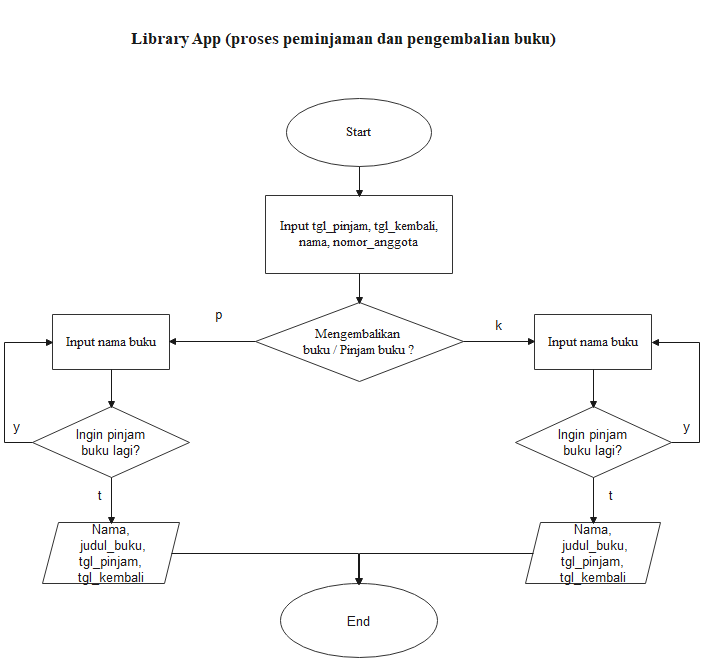 Library App (proses peminjaman dan pengembalian buku)
Start
Input tgl_pinjam, tgl_kembali,
nama, nomor_anggota
p
Mengembalikan
buku / Pinjam buku ?
k
Input nama buku
Input nama buku
y
Ingin pinjam
buku lagi?
Ingin pinjam
buku lagi?
y
t
t
Nama,
judul_buku,
tgl_pinjam,
tgl_kembali
Nama,
judul_buku,
tgl_pinjam,
tgl_kembali
End